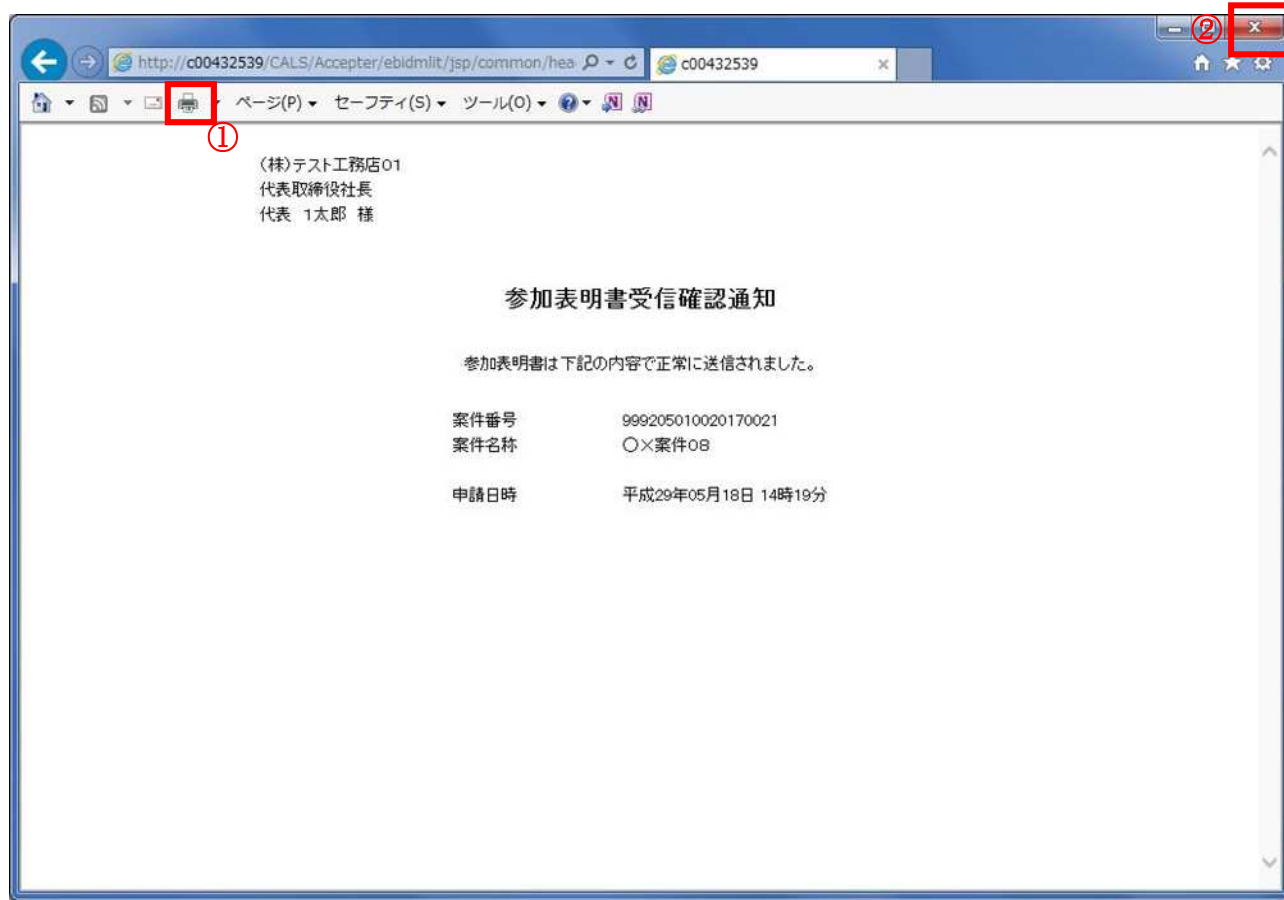 ②
http://c00432539/CALS/Accepter/ebidmlit/jsp/common/hea
c00432539
ページ(P) セーフティ(S) ツール(O)
①
(株)テスト工務店01
代表取締役社長
代表 1太郎 様
参加表明書受信確認通知
参加表明書は下記の内容で正常に送信されました。
案件番号 999205010020170021
案件名称 ○×案件08
申請日時 平成29年05月18日 14時19分